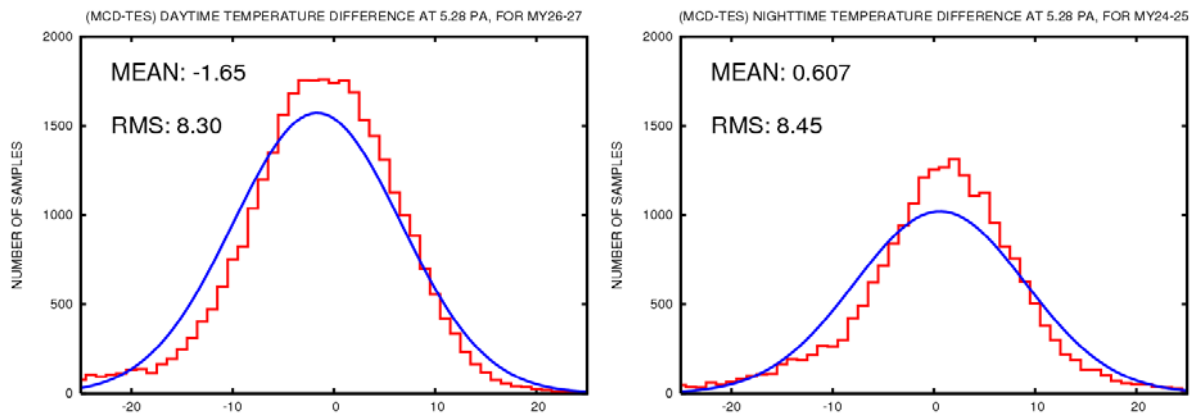 (MCD-TES) DAYTIME TEMPERATURE DIFFERENCE AT 5.28 PA, FOR MY26-27
MEAN: -1.65
RMS: 8.30
NUMBER OF SAMPLES
2000
1500
1000
500
0
-20
-10
0
10
20
(MCD-TES) NIGHTTIME TEMPERATURE DIFFERENCE AT 5.28 PA, FOR MY24-25
MEAN: 0.607
RMS: 8.45
NUMBER OF SAMPLES
2000
1500
1000
500
0
-20
-10
0
10
20